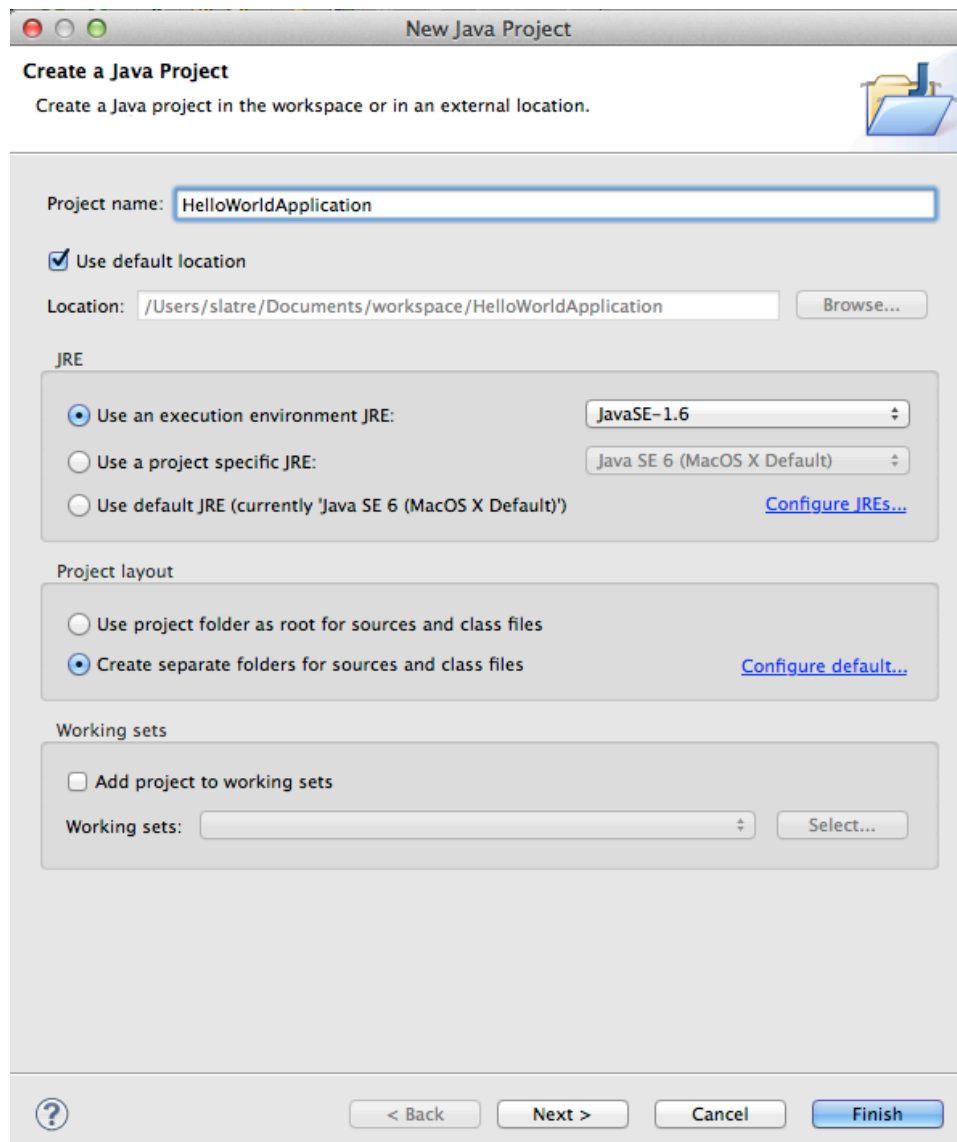 New Java Project
Create a Java Project
Create a Java project in the workspace or in an external location.
Project name: HelloWorldApplication
Use default location
Location: /Users/slatre/Documents/workspace/HelloWorldApplication Browse...
JRE
Use an execution environment JRE: JavaSE-1.6
Use a project specific JRE: Java SE 6 (MacOS X Default)
Use default JRE (currently 'Java SE 6 (MacOS X Default)') Configure JREs...
Project layout
Use project folder as root for sources and class files
Create separate folders for sources and class files Configure default...
Working sets
Add project to working sets
Working sets: Select...
? < Back Next > Cancel Finish